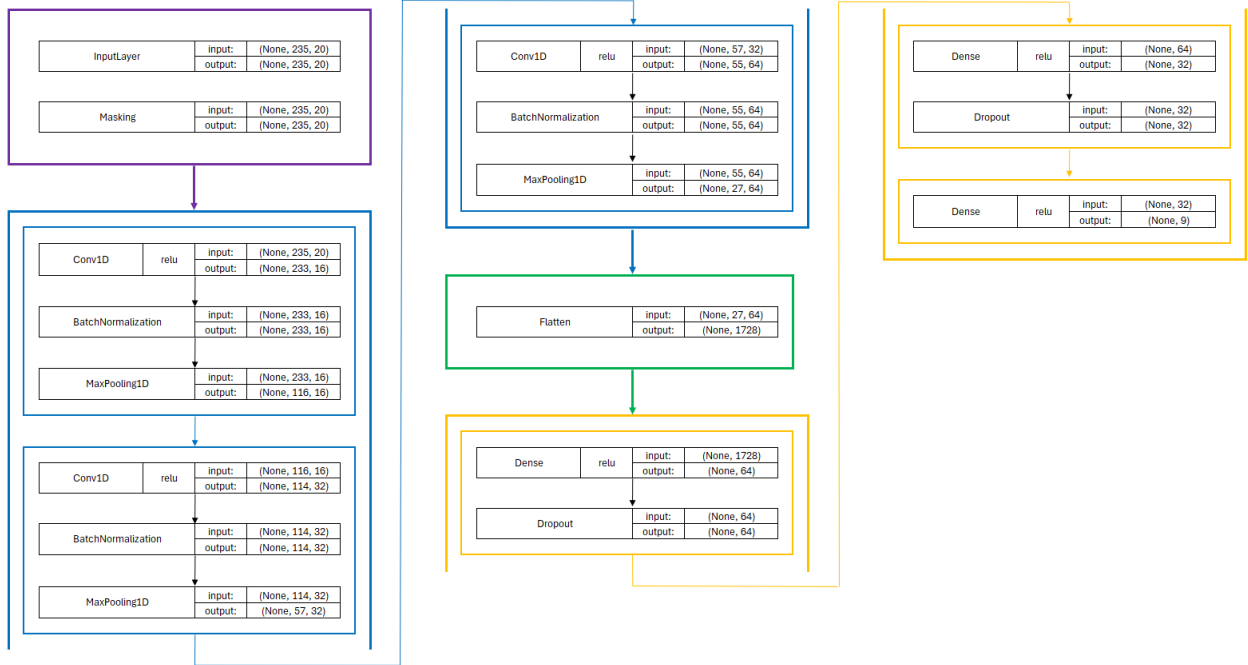 InputLayer input: (None, 235, 20)
output: (None, 235, 20)
Masking input: (None, 235, 20)
output: (None, 235, 20)
Conv1D relu input: (None, 235, 20)
output: (None, 233, 16)
BatchNormalization input: (None, 233, 16)
output: (None, 233, 16)
MaxPooling1D input: (None, 233, 16)
output: (None, 116, 16)
Conv1D relu input: (None, 116, 16)
output: (None, 114, 32)
BatchNormalization input: (None, 114, 32)
output: (None, 114, 32)
MaxPooling1D input: (None, 114, 32)
output: (None, 57, 32)
Conv1D relu input: (None, 57, 32)
output: (None, 55, 64)
BatchNormalization input: (None, 55, 64)
output: (None, 55, 64)
MaxPooling1D input: (None, 55, 64)
output: (None, 27, 64)
Flatten input: (None, 27, 64)
output: (None, 1728)
Dense relu input: (None, 1728)
output: (None, 64)
Dropout input: (None, 64)
output: (None, 64)
Dense relu input: (None, 64)
output: (None, 32)
Dropout input: (None, 32)
output: (None, 32)
Dense relu input: (None, 32)
output: (None, 9)